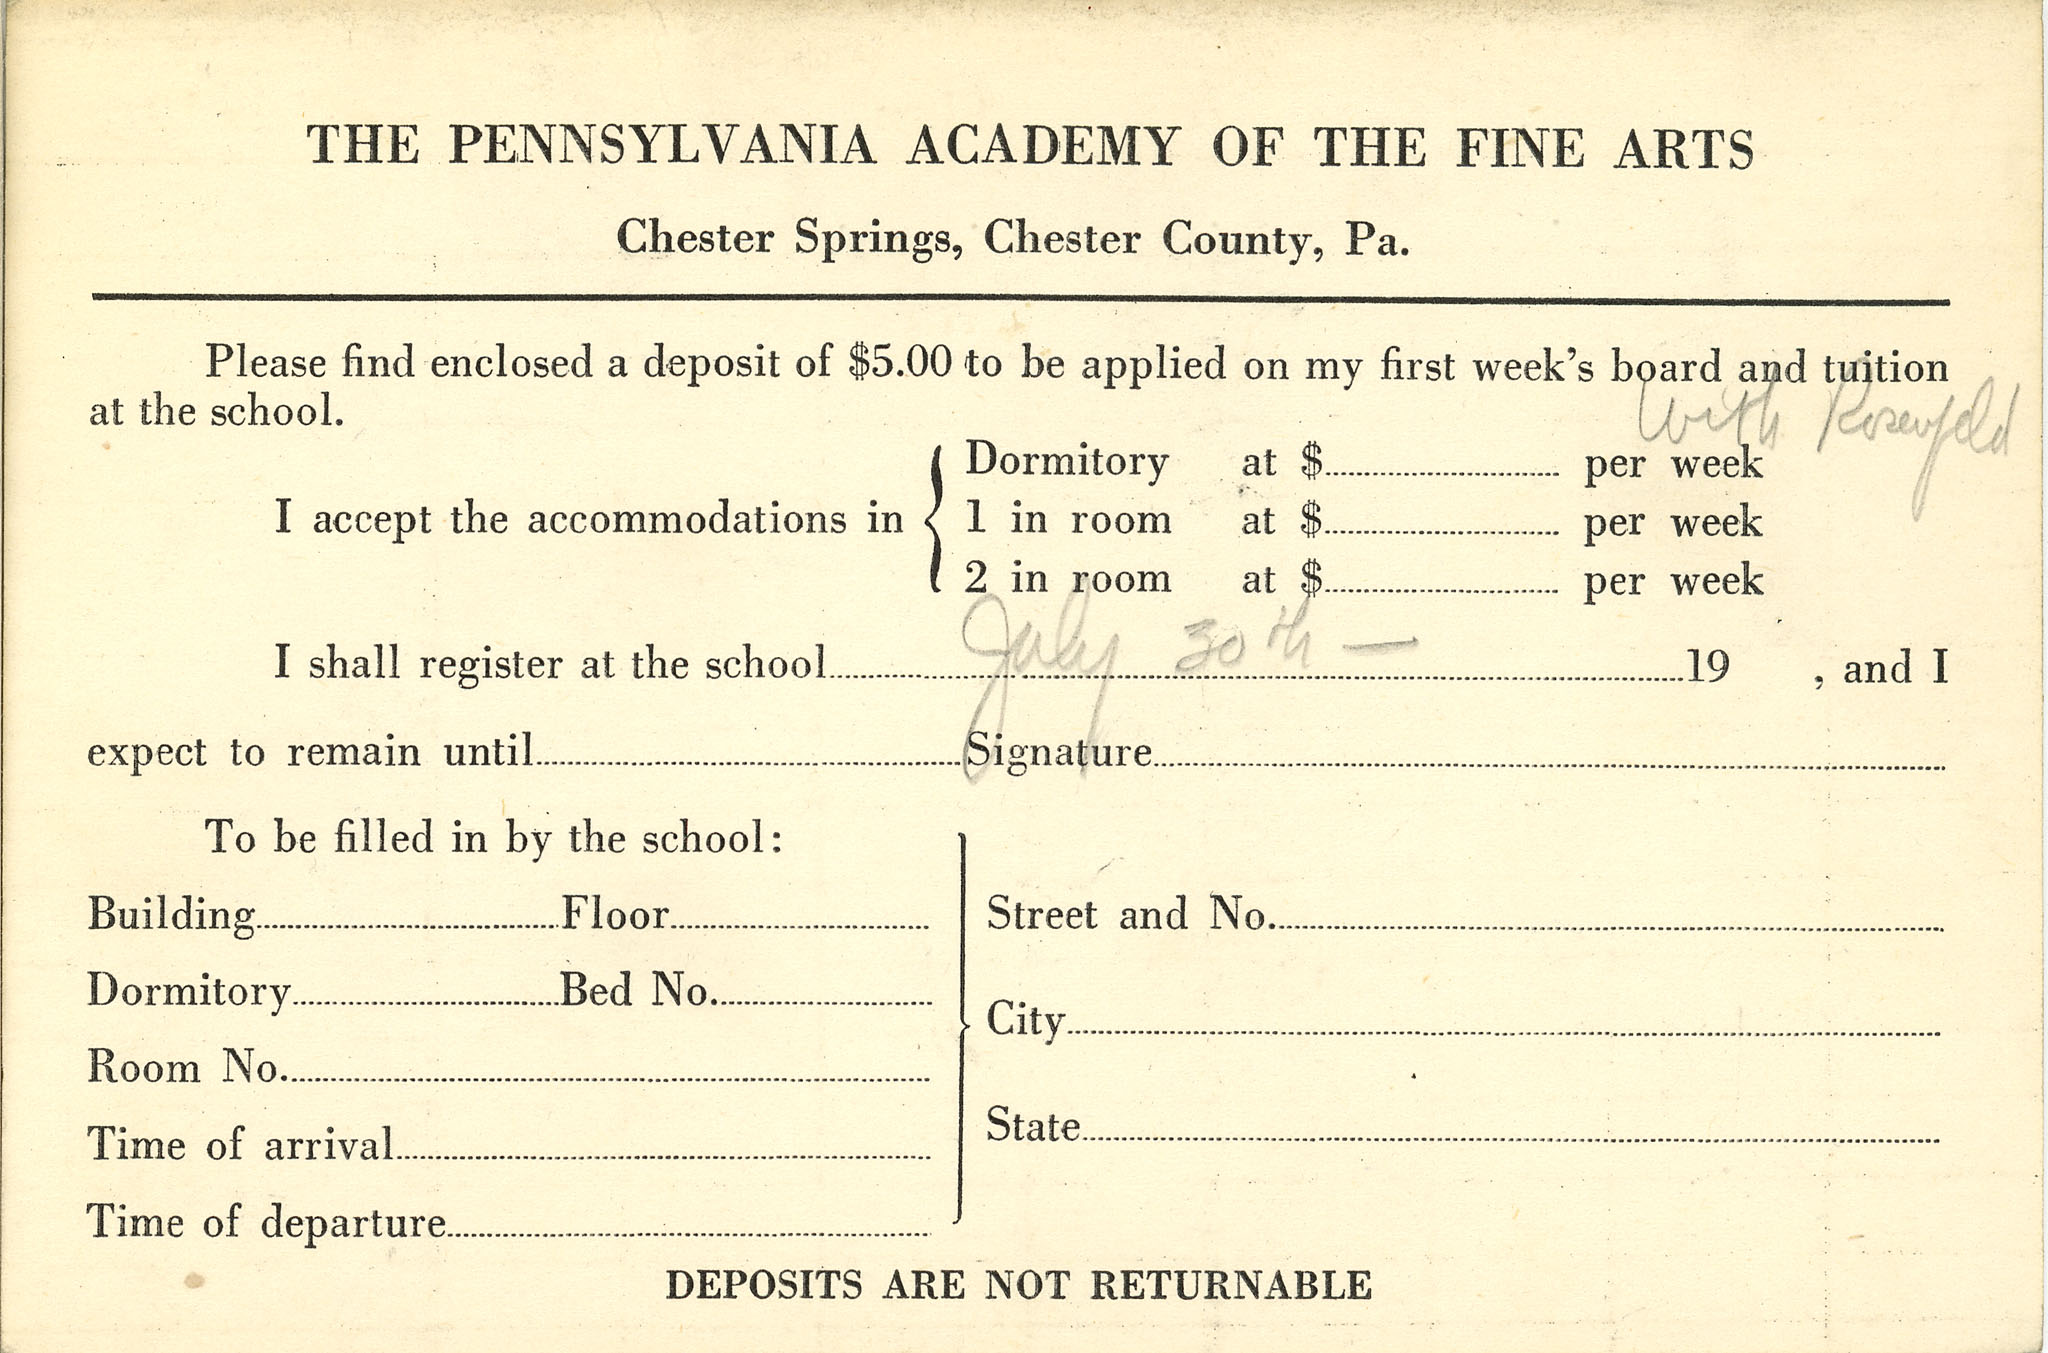 THE PENNSYLVANIA ACADEMY OF THE FINE ARTS
Chester Springs, Chester County, Pa.
Please find enclosed a deposit of $5.00 to be applied on my first week's board and tuition
at the school.
With Rosenfeld
I accept the accommodations in
Dormitory at $ per week
1 in room at $ per week
2 in room at $ per week
I shall register at the school July 30th — 19 , and I
expect to remain until Signature
To be filled in by the school:
Building Floor
Dormitory Bed No.
Room No.
Time of arrival
Time of departure
Street and No.
City
State
DEPOSITS ARE NOT RETURNABLE